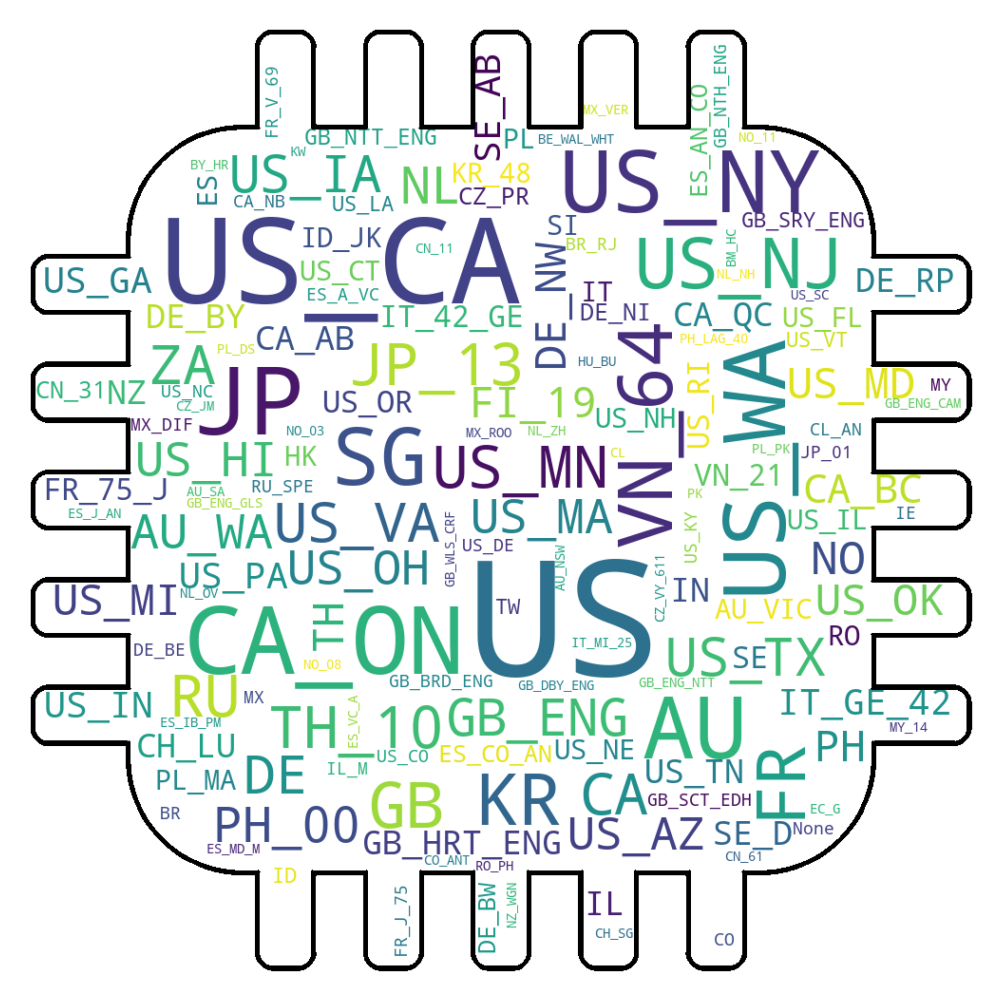 FR_V_69
SE_AB
GB_NTH_ENG
ES_AN_CO
MX_VER
GB_NTT_ENG
PL
BE_WAL_WHT
NO_11
KW
BY_HR
US_IA
ES
NL
KR_48
US_NY
CA_NB
US_LA
CZ_PR
GB_SRY_ENG
US_CA
ID_JK
CN_11
SI
BR_RJ
BM_HC
US_NJ
US_GA
US_CT
DE_NW
NL_NH
DE_RP
ES_A_VC
IT
US_SC
DE_BY
IT_42_GE
DE_NI
CA_QC
US_FL
CA_AB
PH_LAG_40
US_VT
PL_DS
ZA
JP_13
HU_BU
VN_64
US_WA
CN_31
NZ
US_NC
CZ_JM
JP
US_OR
FI_19
US_RI
US_MD
MY
GB_ENG_CAM
MX_DIF
NO_03
MX_ROO
NL_ZH
US_NH
CL_AN
US_HI
HK
SG
US_MN
CL
PL_PK
JP_01
FR_75_J
AU_SA
RU_SPE
VN_21
CA_BC
ES_J_AN
GB_ENG_GLS
PK
IE
AU_WA
US_VA
GB_WLS_CRF
US_MA
US_KY
US_IL
US_DE
AU_NSW
US_PA
US_OH
US
CZ_VY_611
IN
NO
US_MI
NL_OV
TW
AU_VIC
US_OK
CA_ON
TH
IT_MI_25
RO
DE_BE
NO_08
US_TX
SE
US_IN
RU
MX
GB_BRD_ENG
GB_DBY_ENG
GB_ENG_NTT
IT_GE_42
ES_IB_PM
TH_10
ES_VC_A
GB_ENG
AU
MY_14
CH_LU
US_CO
ES_CO_AN
US_NE
FR
PH
PL_MA
DE
IL_M
US_TN
BR
GB
KR
CA
GB_SCT_EDH
EC_G
PH_00
GB_HRT_ENG
US_AZ
SE_D
None
ES_MD_M
CO_ANT
RO_PH
CN_61
ID
FR_J_75
DE_BW
NZ_WGN
IL
CH_SG
CO